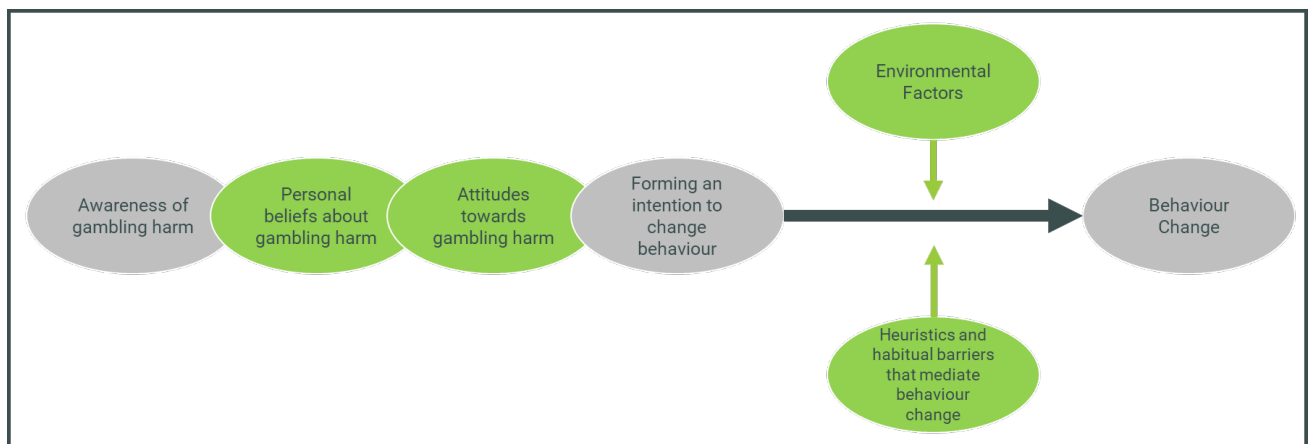 Environmental
Factors
Awareness of
gambling harm
Personal
beliefs about
gambling harm
Attitudes
towards
gambling harm
Forming an
intention to
change
behaviour
Behaviour
Change
Heuristics and
habitual barriers
that mediate
behaviour
change